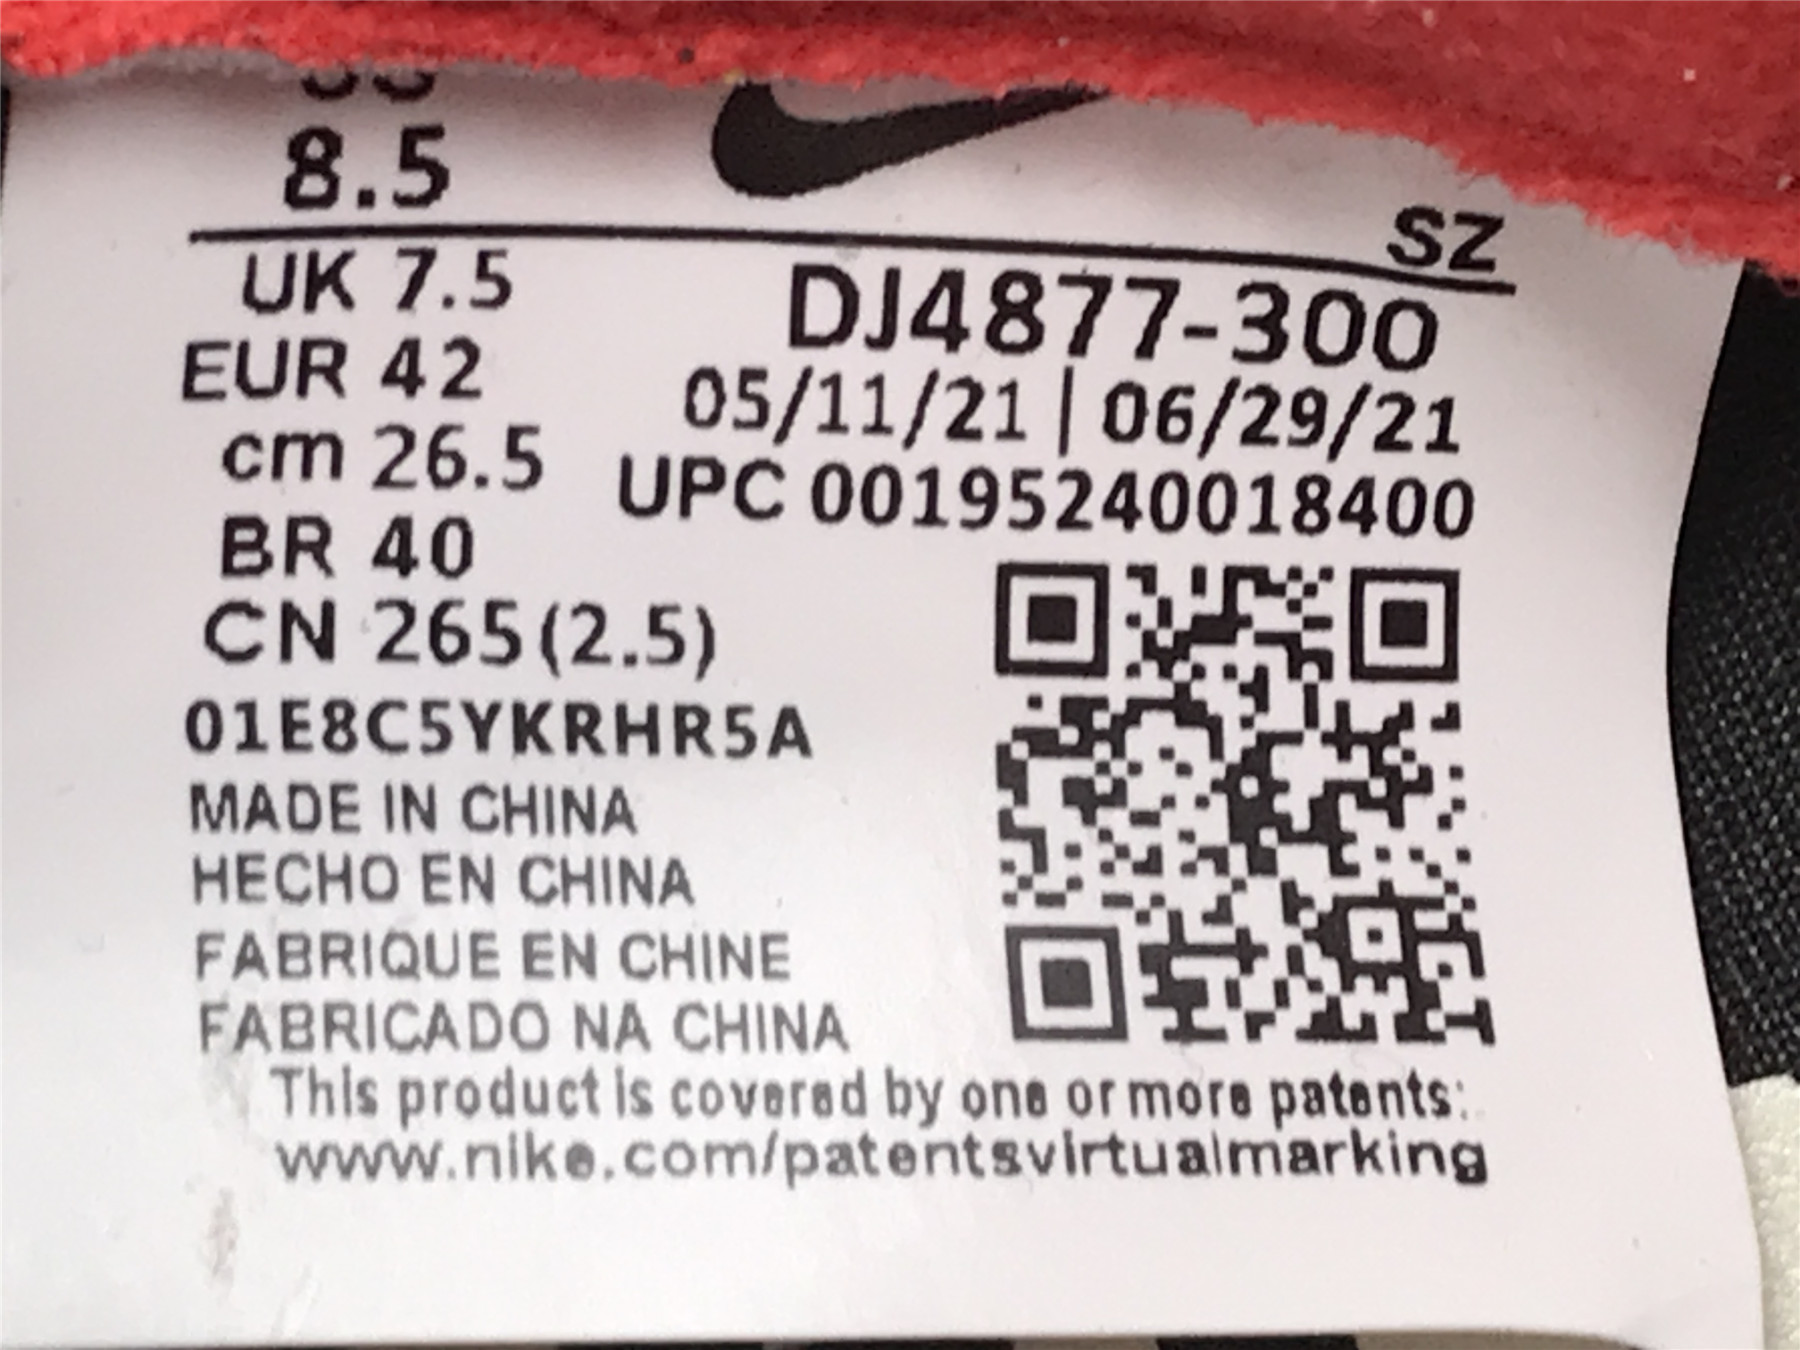 8.5
SZ
UK 7.5
DJ4877-300
EUR 42
05/11/21 | 06/29/21
cm 26.5
UPC 00195240018400
BR 40
CN 265(2.5)
01E8C5YKRHR5A
MADE IN CHINA
HECHO EN CHINA
FABRIQUE EN CHINE
FABRICADO NA CHINA
This product is covered by one or more patents:
www.nike.com/patentsvirtualmarking